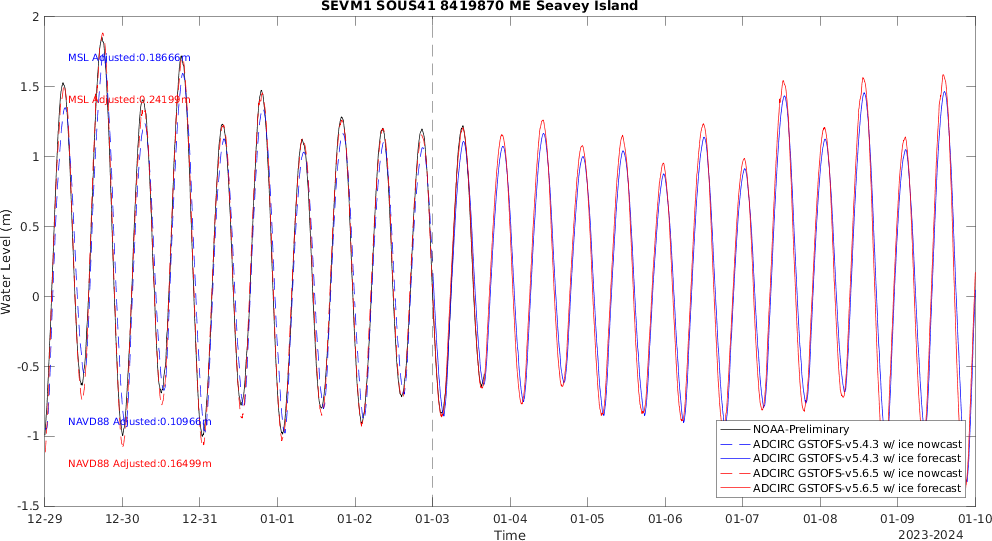 SEVM1 SOUS41 8419870 ME Seavey Island
2
1.5
1
0.5
0
-0.5
-1
-1.5
Water Level (m)
MSL Adjusted:0.18666m
MSL Adjusted:0.24199m
NAVD88 Adjusted:0.10966m
NAVD88 Adjusted:0.16499m
NOAA-Preliminary
ADCIRC GSTOFS-v5.4.3 w/ ice nowcast
ADCIRC GSTOFS-v5.4.3 w/ ice forecast
ADCIRC GSTOFS-v5.6.5 w/ ice nowcast
ADCIRC GSTOFS-v5.6.5 w/ ice forecast
12-29 12-30 12-31 01-01 01-02 01-03 01-04 01-05 01-06 01-07 01-08 01-09 01-10
Time
2023-2024